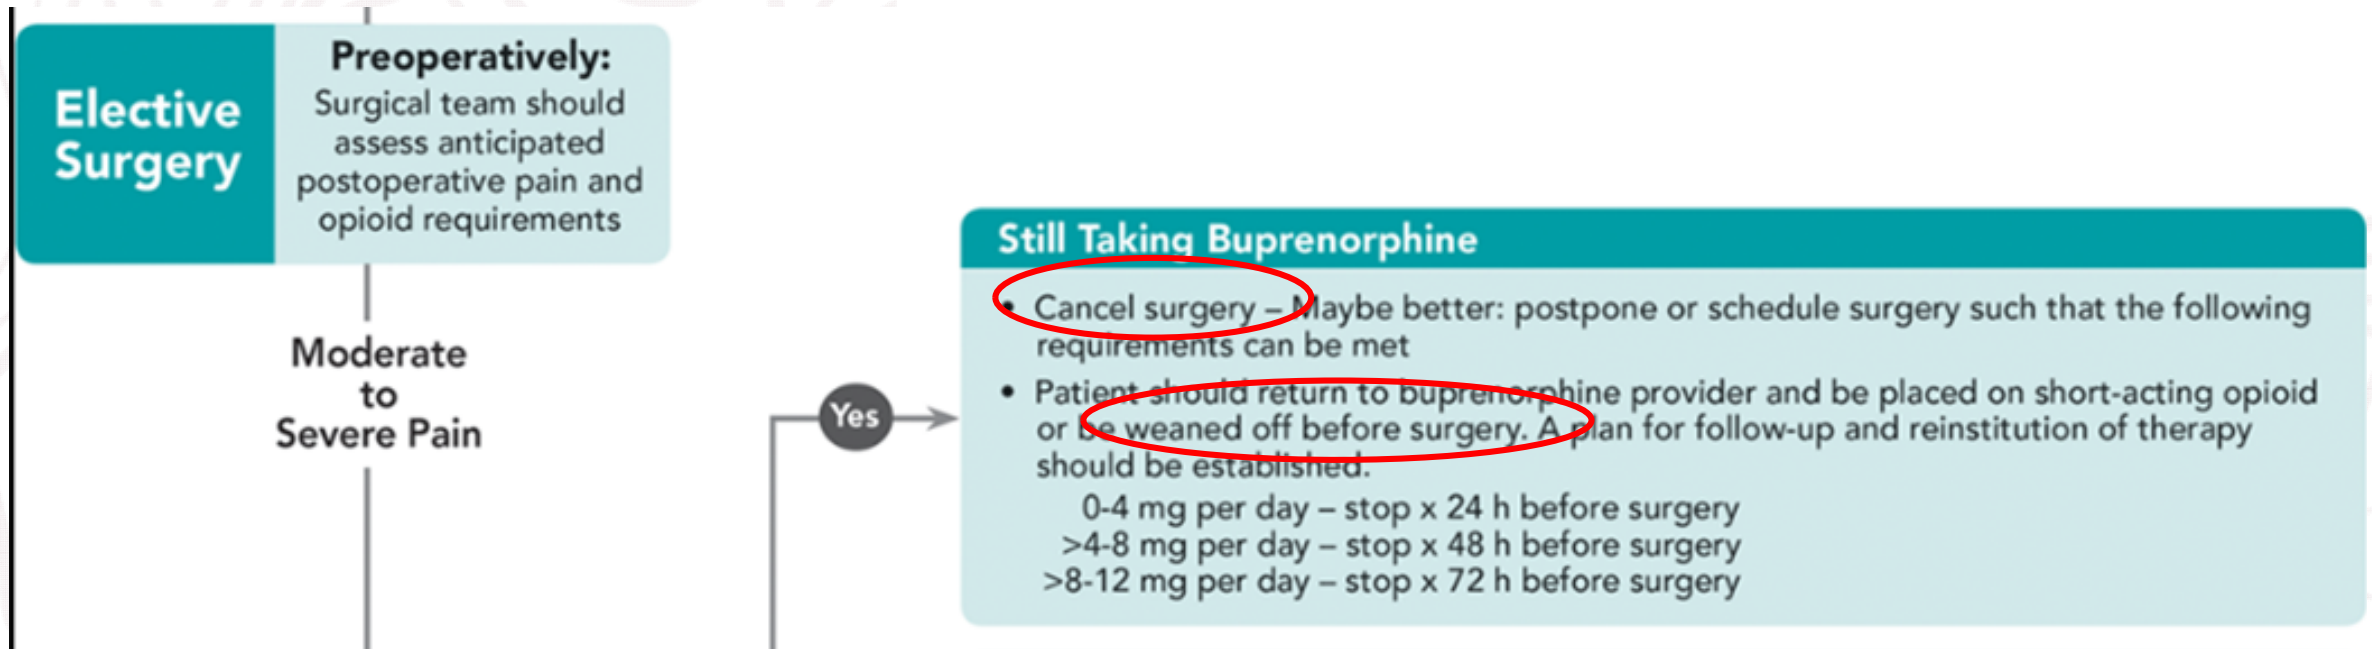 Elective
Surgery
Preoperatively:
Surgical team should
assess anticipated
postoperative pain and
opioid requirements
Moderate
to
Severe Pain
Yes
Still Taking Buprenorphine
• Cancel surgery – Maybe better: postpone or schedule surgery such that the following
requirements can be met
• Patient should return to buprenorphine provider and be placed on short-acting opioid
or be weaned off before surgery. A plan for follow-up and reinstitution of therapy
should be established.
0-4 mg per day – stop x 24 h before surgery
>4-8 mg per day – stop x 48 h before surgery
>8-12 mg per day – stop x 72 h before surgery